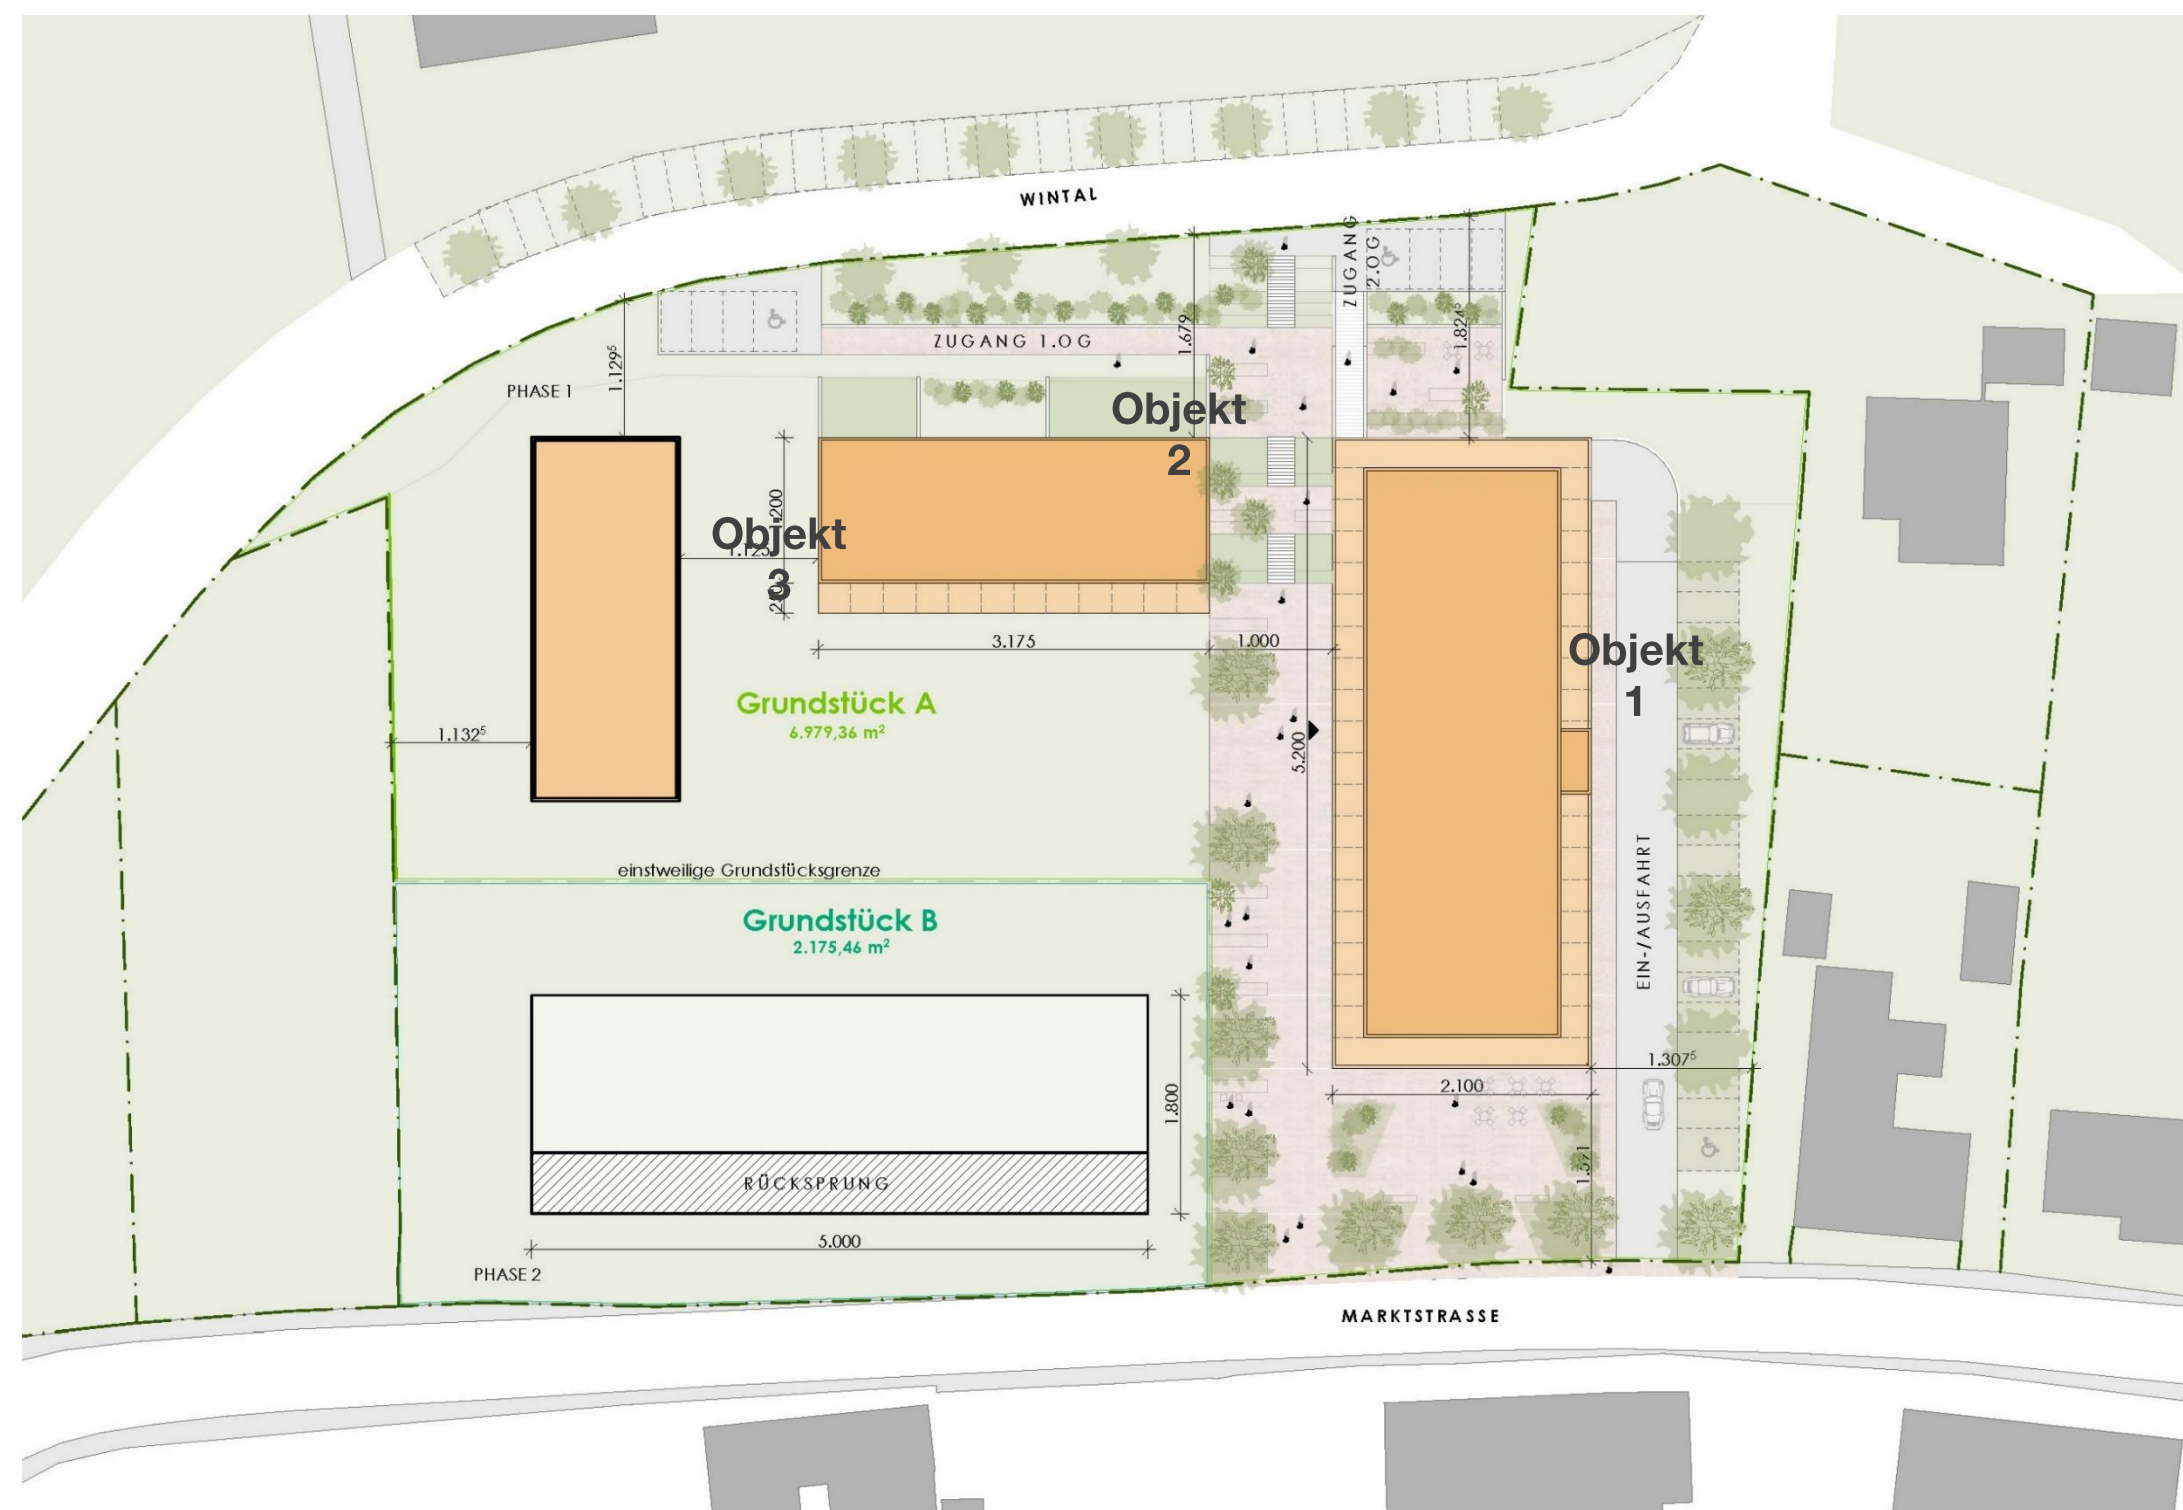 WINTAL
ZUGANG
2.OG
ZUGANG 1.OG
1.679
1.824⁵
1.129⁵
PHASE 1
Objekt
2
1.200
Objekt
3
3.175
1.000
Objekt
1
Grundstück A
6.979,36 m²
1.132⁵
5.200
einstweilige Grundstücksgrenze
EIN-/AUSFAHRT
Grundstück B
2.175,46 m²
1.307⁵
2.100
1.800
RÜCKSPRUNG
5.000
PHASE 2
MARKTSTRASSE